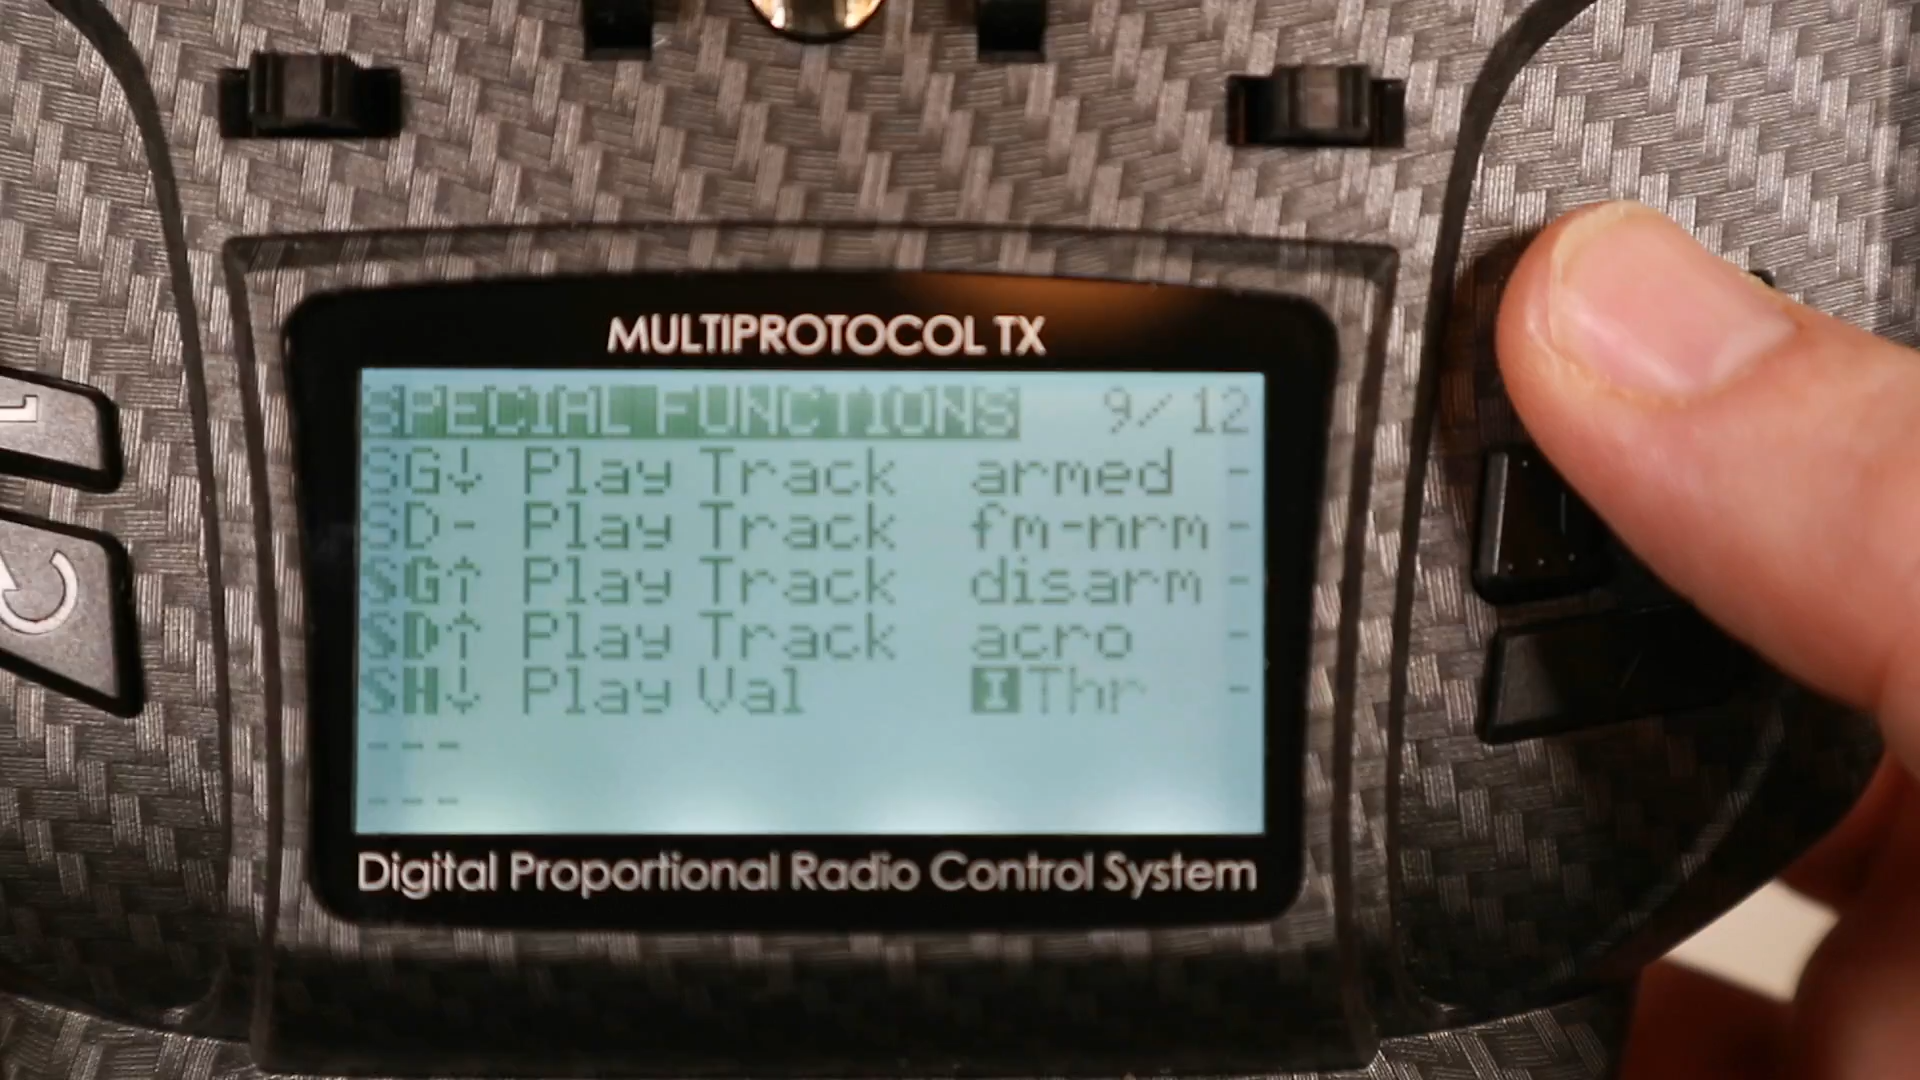 MULTIPROTOCOL TX
SPECIAL FUNCTIONS 9/12
SG↓ Play Track armed -
SD- Play Track fm-nrm -
SG↑ Play Track disarm -
SD↑ Play Track acro -
SH↓ Play Val IThr -
---
---
Digital Proportional Radio Control System